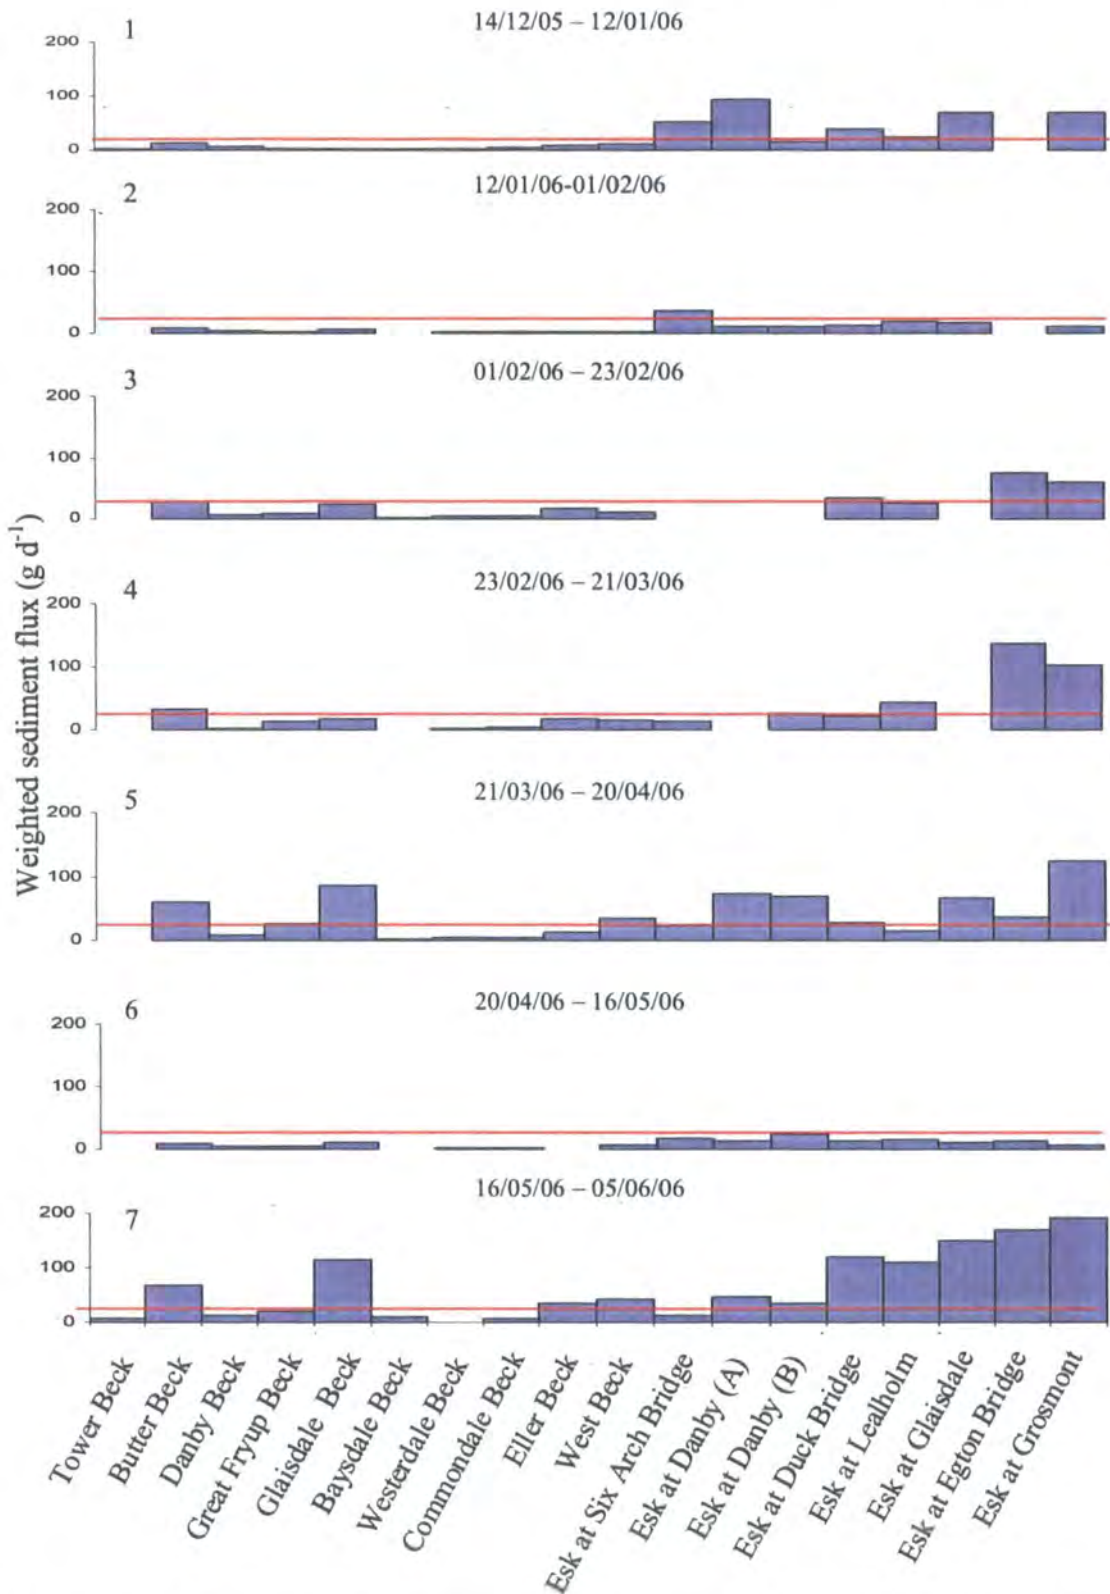 Weighted sediment flux (g d⁻¹)
1
14/12/05 – 12/01/06
200
100
0
2
12/01/06-01/02/06
200
100
0
3
01/02/06 – 23/02/06
200
100
0
4
23/02/06 – 21/03/06
200
100
0
5
21/03/06 – 20/04/06
200
100
0
6
20/04/06 – 16/05/06
200
100
0
7
16/05/06 – 05/06/06
200
100
0
Tower Beck
Butter Beck
Danby Beck
Great Fryup Beck
Glaisdale Beck
Baysdale Beck
Westerdale Beck
Commondale Beck
Eller Beck
West Beck
Esk at Six Arch Bridge
Esk at Danby (A)
Esk at Danby (B)
Esk at Duck Bridge
Esk at Lealholm
Esk at Glaisdale
Esk at Egton Bridge
Esk at Grosmont